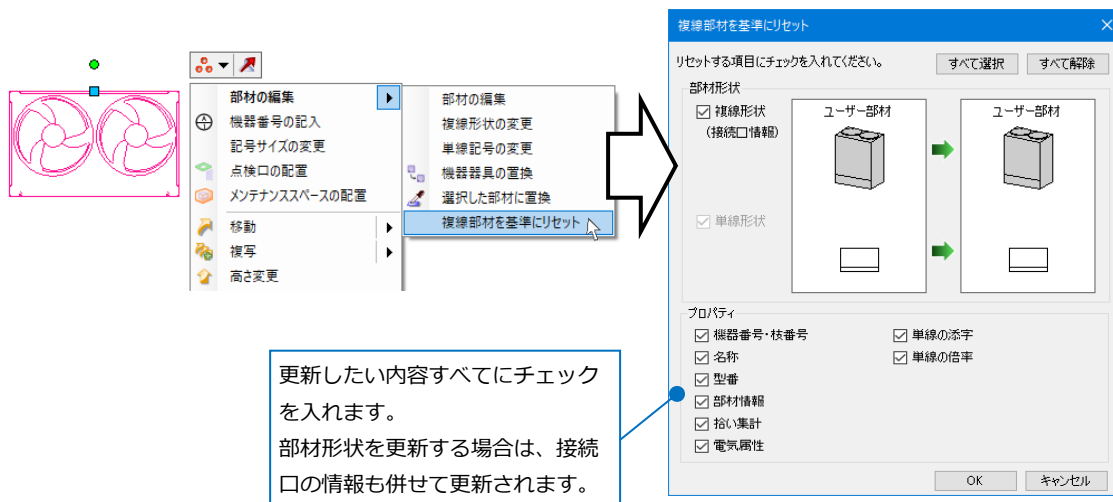 部材の編集
機器番号の記入
記号サイズの変更
点検口の配置
メンテナンススペースの配置
移動
複写
高さ変更
部材の編集
複線形状の変更
単線記号の変更
機器器具の置換
選択した部材に置換
複線部材を基準にリセット
複線部材を基準にリセット
リセットする項目にチェックを入れてください。
すべて選択
すべて解除
部材形状
複線形状
(接続口情報)
ユーザー部材
ユーザー部材
単線形状
プロパティ
機器番号・枝番号
単線の添字
名称
単線の倍率
型番
部材情報
拾い集計
電気属性
OK
キャンセル
更新したい内容すべてにチェック
を入れます。
部材形状を更新する場合は、接続
口の情報も併せて更新されます。